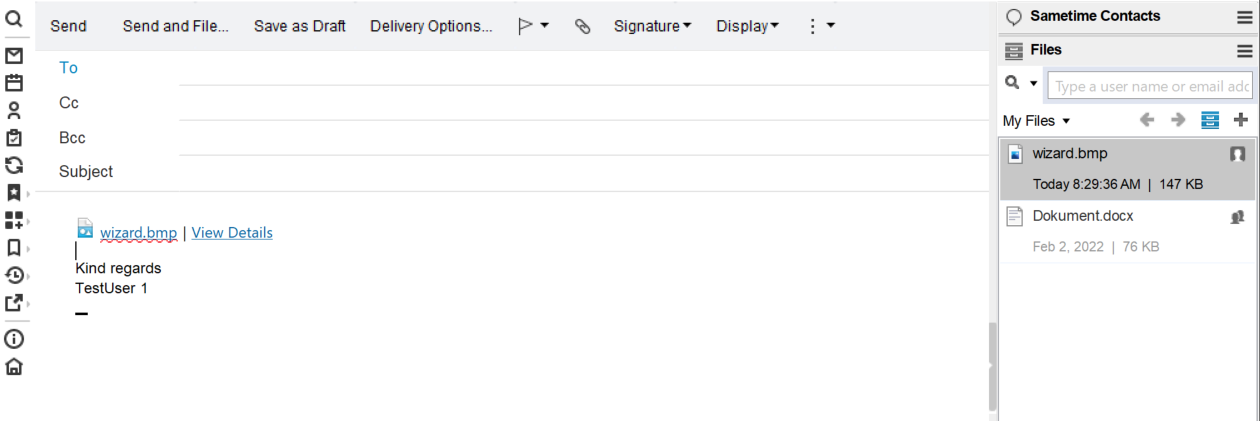 Send Send and File... Save as Draft Delivery Options... Signature Display
To
Cc
Bcc
Subject
wizard.bmp | View Details
Kind regards
TestUser 1
Sametime Contacts
Files
Type a user name or email adc
My Files
wizard.bmp
Today 8:29:36 AM | 147 KB
Dokument.docx
Feb 2, 2022 | 76 KB